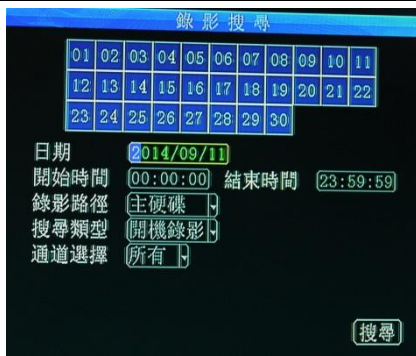 錄影搜尋
01 02 03 04 05 06 07 08 09 10 11
12 13 14 15 16 17 18 19 20 21 22
23 24 25 26 27 28 29 30
日期 2014/09/11
開始時間 00:00:00 結束時間 23:59:59
錄影路徑 主硬碟
搜尋類型 開機錄影
通道選擇 所有
搜尋